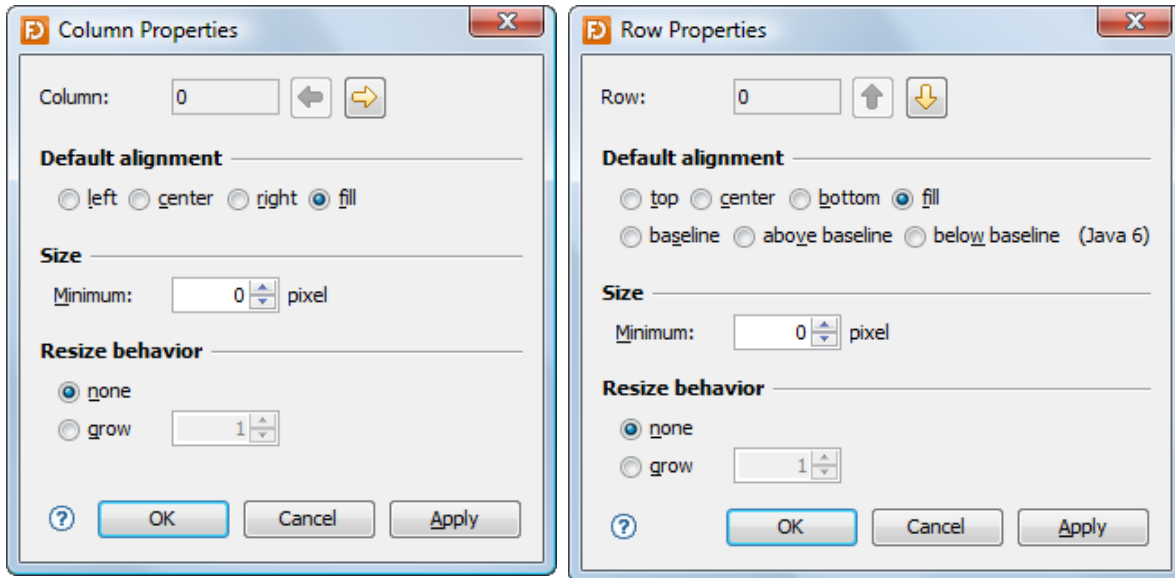 Column Properties
Column: 0
Default alignment
left center right fill
Size
Minimum: 0 pixel
Resize behavior
none
grow 1
? OK Cancel Apply
Row Properties
Row: 0
Default alignment
top center bottom fill
baseline above baseline below baseline (Java 6)
Size
Minimum: 0 pixel
Resize behavior
none
grow 1
? OK Cancel Apply